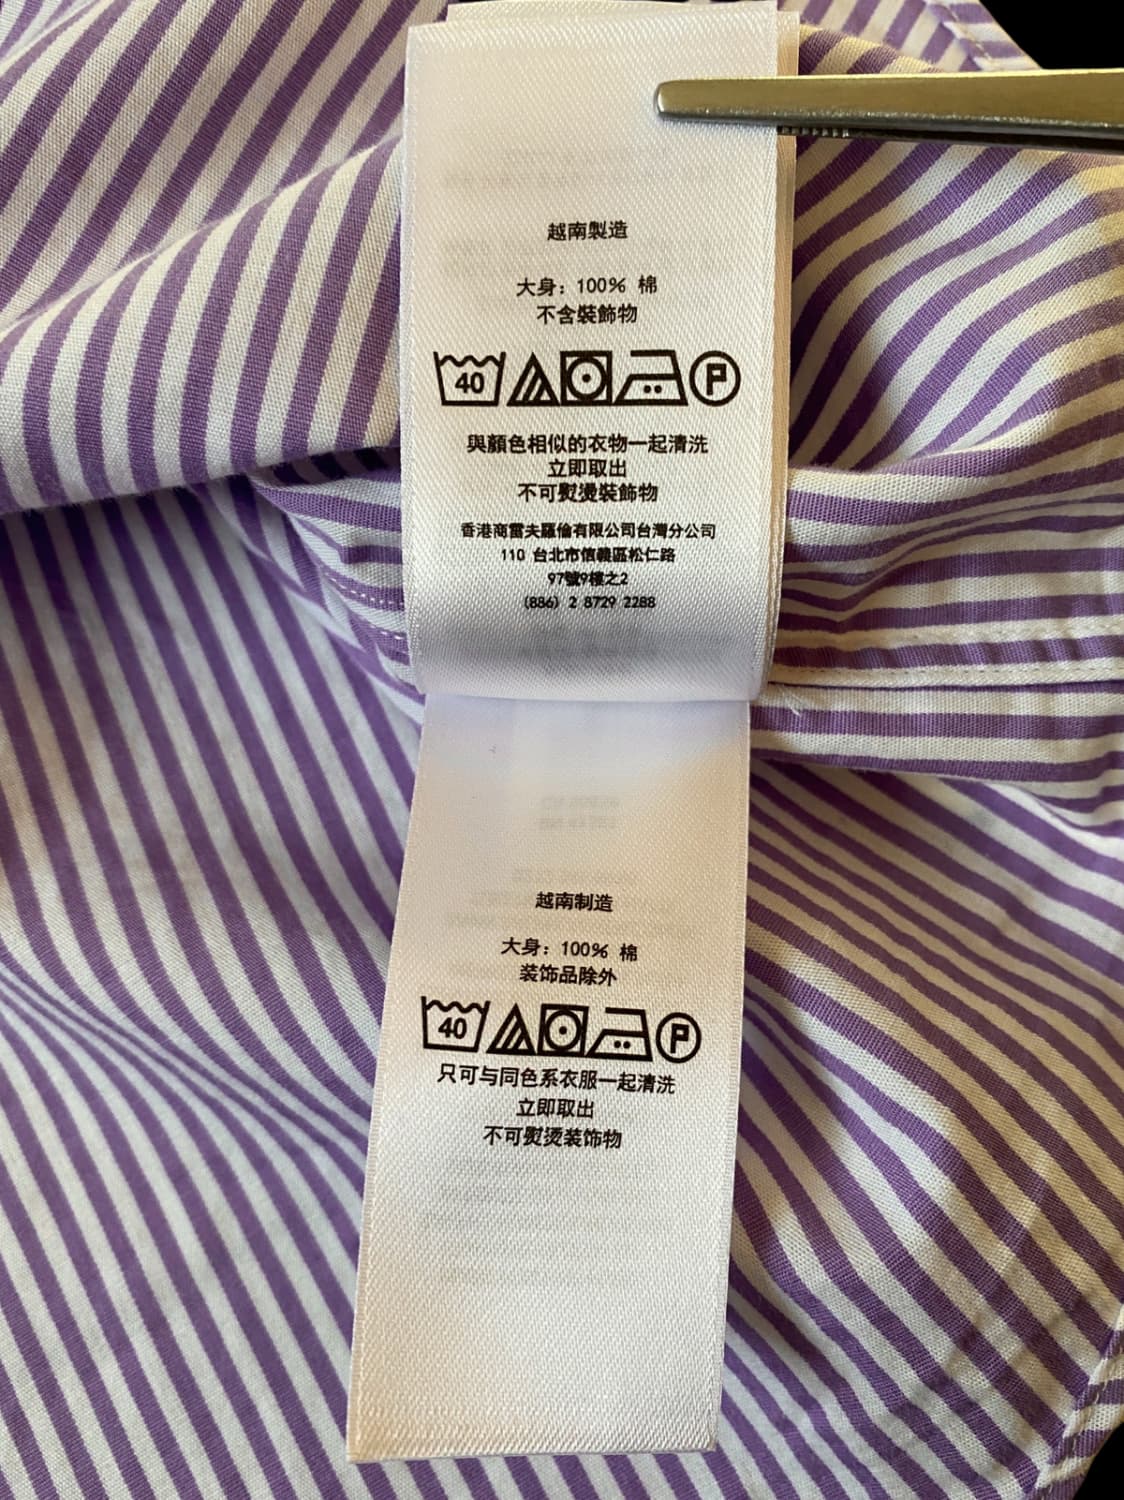 越南製造
大身：100% 棉
不含裝飾物
40 P
與顏色相似的衣物一起清洗
立即取出
不可熨燙裝飾物
香港商雷夫羅倫有限公司台灣分公司
110 台北市信義區松仁路
97號9樓之2
(886) 2 8729 2288
越南制造
大身：100% 棉
装饰品除外
40 P
只可与同色系衣服一起清洗
立即取出
不可熨烫装饰物